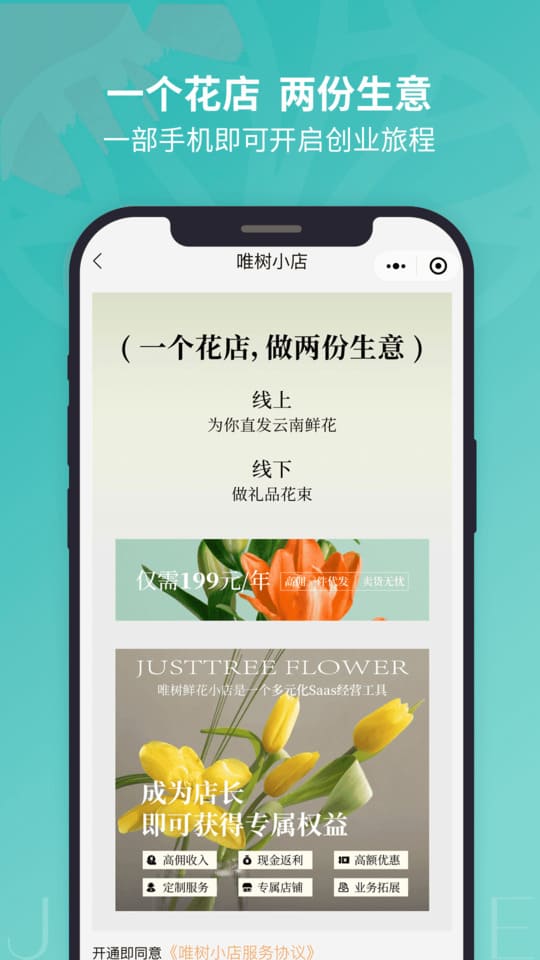 一个花店 两份生意
一部手机即可开启创业旅程
唯树小店
(一个花店,做两份生意)
线上
为你直发云南鲜花
线下
做礼品花束
仅需199元/年 高佣 一件代发 卖货无忧
JUSTTREE FLOWER
唯树鲜花小店是一个多元化Saas经营工具
成为店长
即可获得专属权益
高佣收入 现金返利 高额优惠
定制服务 专属店铺 业务拓展
开通即同意《唯树小店服务协议》
J E